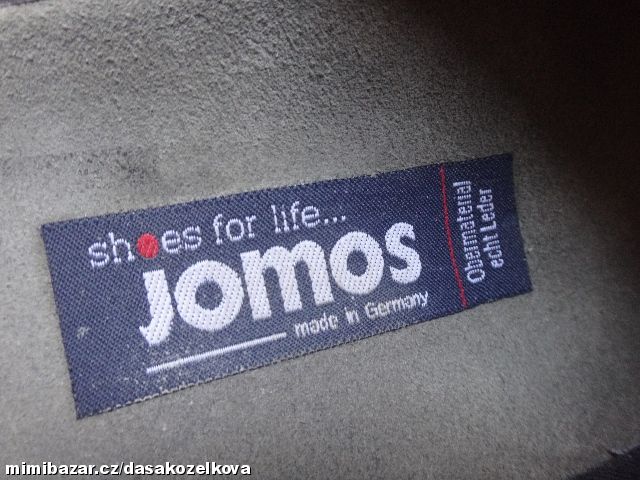 shoes for life...
jomos
made in Germany
Obermaterial
echt Leder
mimibazar.cz/dasakozelkova